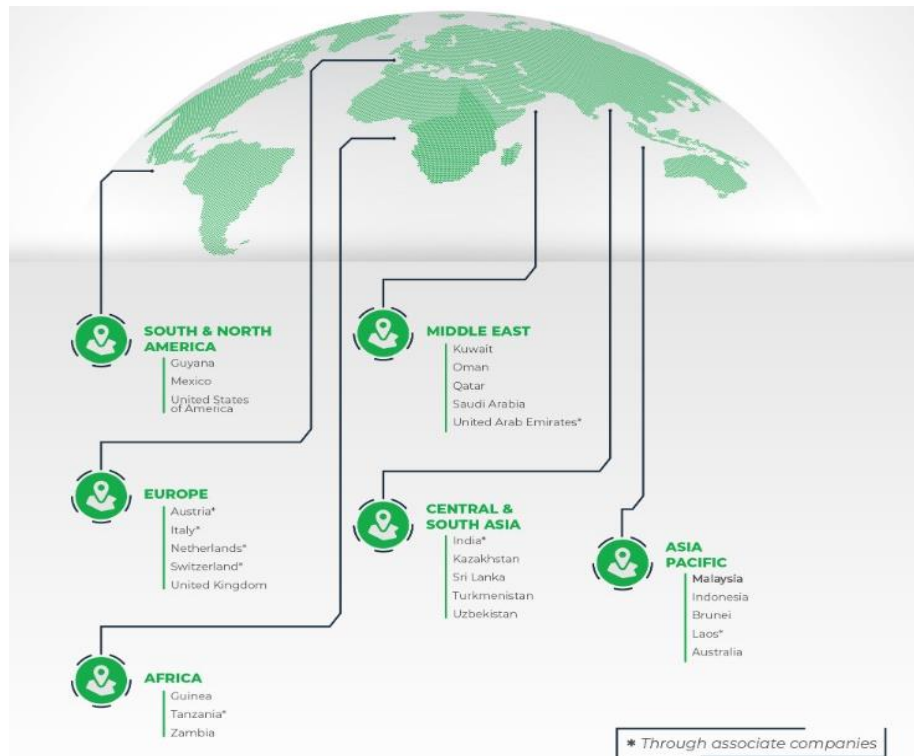 SOUTH & NORTH
AMERICA
Guyana
Mexico
United States
of America
MIDDLE EAST
Kuwait
Oman
Qatar
Saudi Arabia
United Arab Emirates*
EUROPE
Austria*
Italy*
Netherlands*
Switzerland*
United Kingdom
CENTRAL &
SOUTH ASIA
India*
Kazakhstan
Sri Lanka
Turkmenistan
Uzbekistan
ASIA
PACIFIC
Malaysia
Indonesia
Brunei
Laos*
Australia
AFRICA
Guinea
Tanzania*
Zambia
* Through associate companies